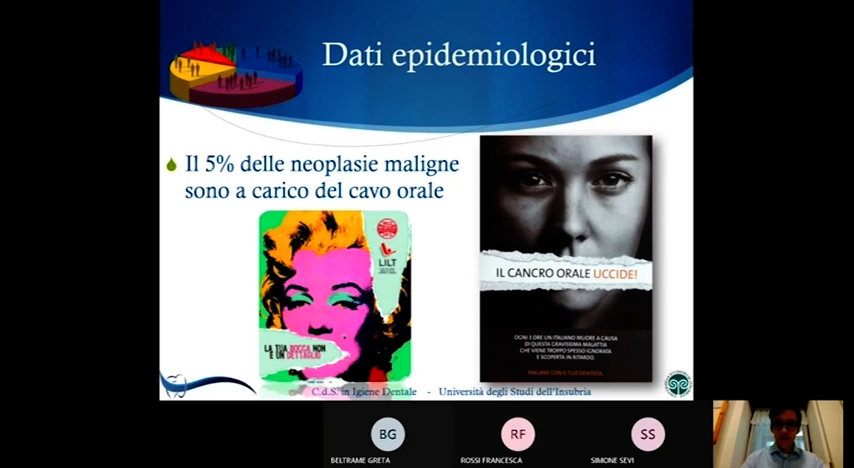 Dati epidemiologici
Il 5% delle neoplasie maligne
sono a carico del cavo orale
LILT
LA TUA BOCCA NON
E UN DETTAGLIO
IL CANCRO ORALE UCCIDE!
OGNI 3 ORE UN ITALIANO MUORE A CAUSA
DI QUESTA GRAVISSIMA MALATTIA
CHE VIENE TROPPO SPESSO IGNORATA
E SCOPERTA IN RITARDO.
PARLANE CON IL TUO DENTISTA
C.d.S. in Igiene Dentale - Università degli Studi dell'Insubria
BG
RF
SS
BELTRAME GRETA
ROSSI FRANCESCA
SIMONE SEVI